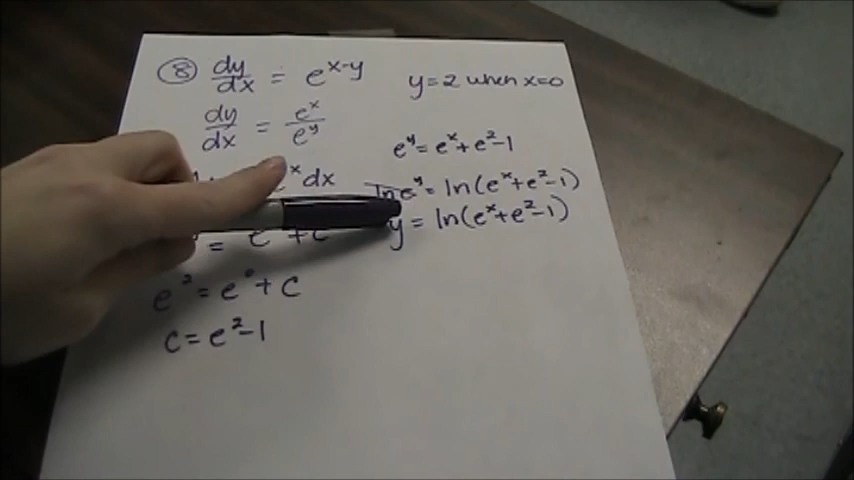 ⑧ dy/dx = e^(x-y) y=2 when x=0
dy/dx = e^x/e^y
e^x dx
= e + c
e^2 = e^0 + C
C = e^2-1
e^y = e^x+e^2-1
ln e^y = ln(e^x+e^2-1)
y = ln(e^x+e^2-1)